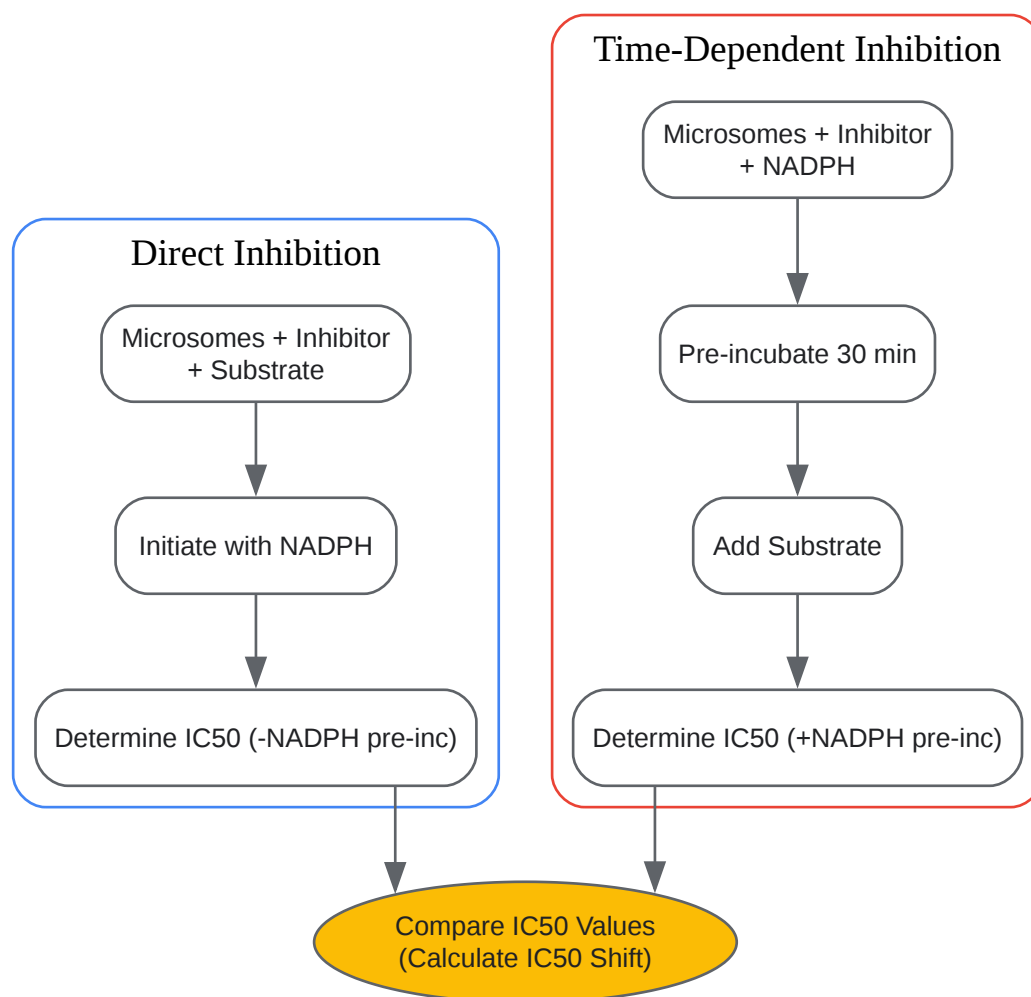 Direct Inhibition
Microsomes + Inhibitor
+ Substrate
Initiate with NADPH
Determine IC50 (-NADPH pre-inc)
Time-Dependent Inhibition
Microsomes + Inhibitor
+ NADPH
Pre-incubate 30 min
Add Substrate
Determine IC50 (+NADPH pre-inc)
Compare IC50 Values
(Calculate IC50 Shift)